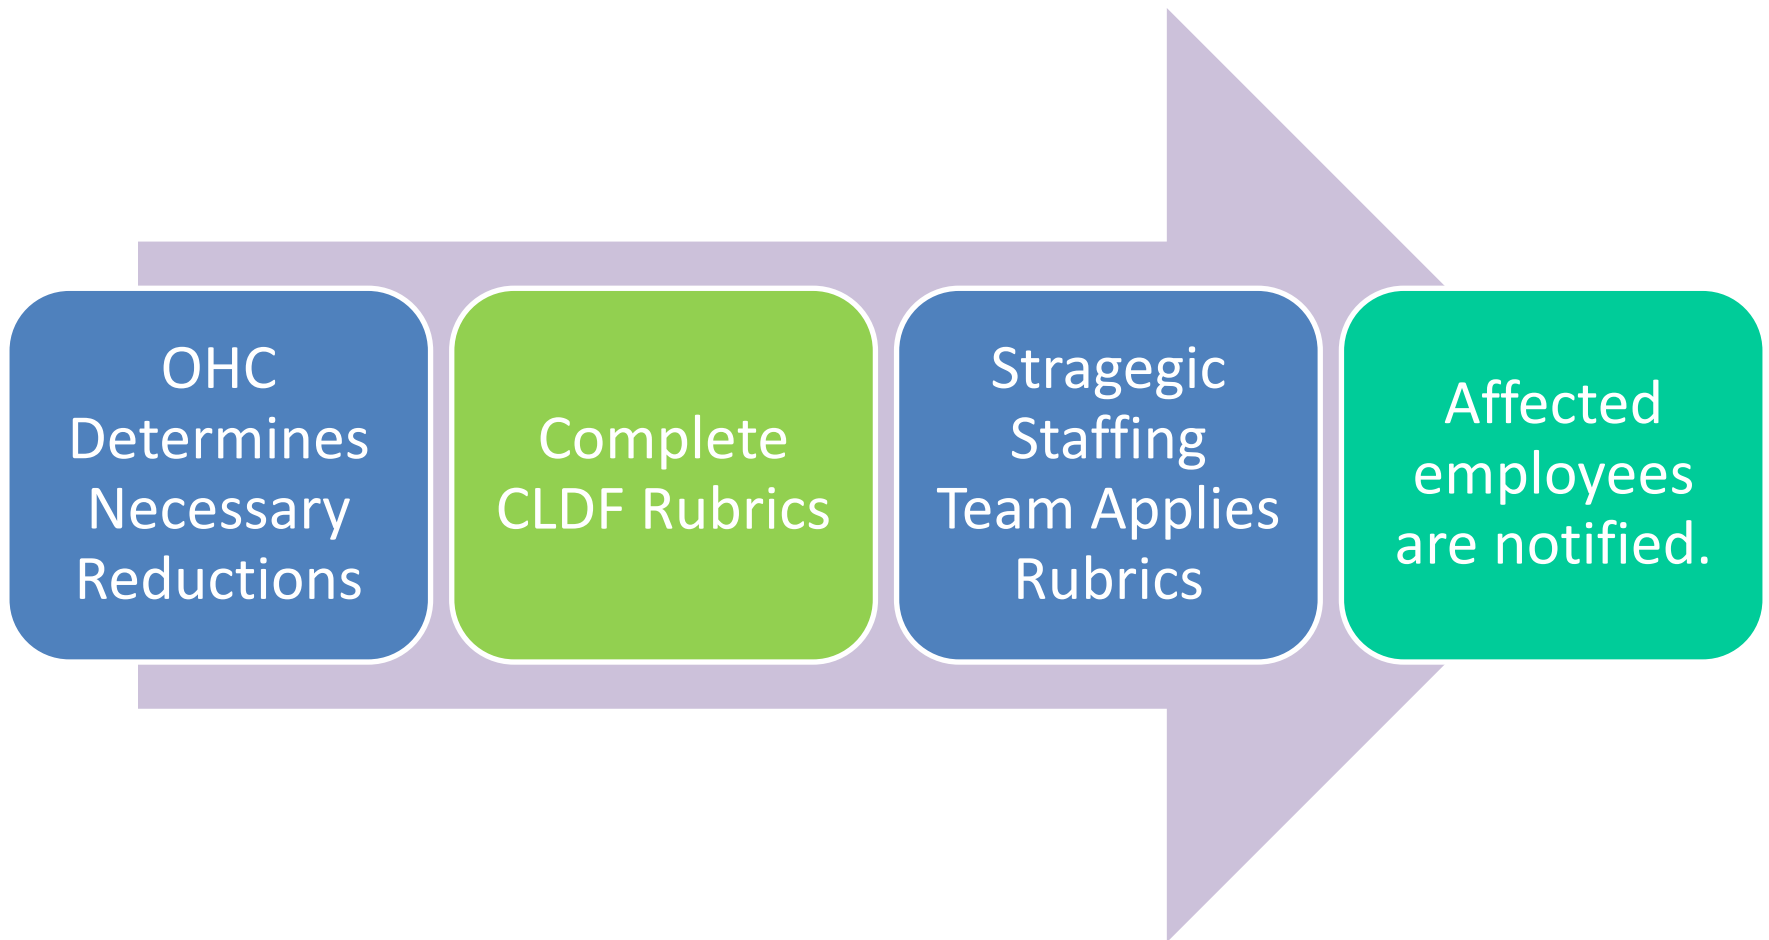 OHC
Determines
Necessary
Reductions
Complete
CLDF Rubrics
Stragegic
Staffing
Team Applies
Rubrics
Affected
employees
are notified.